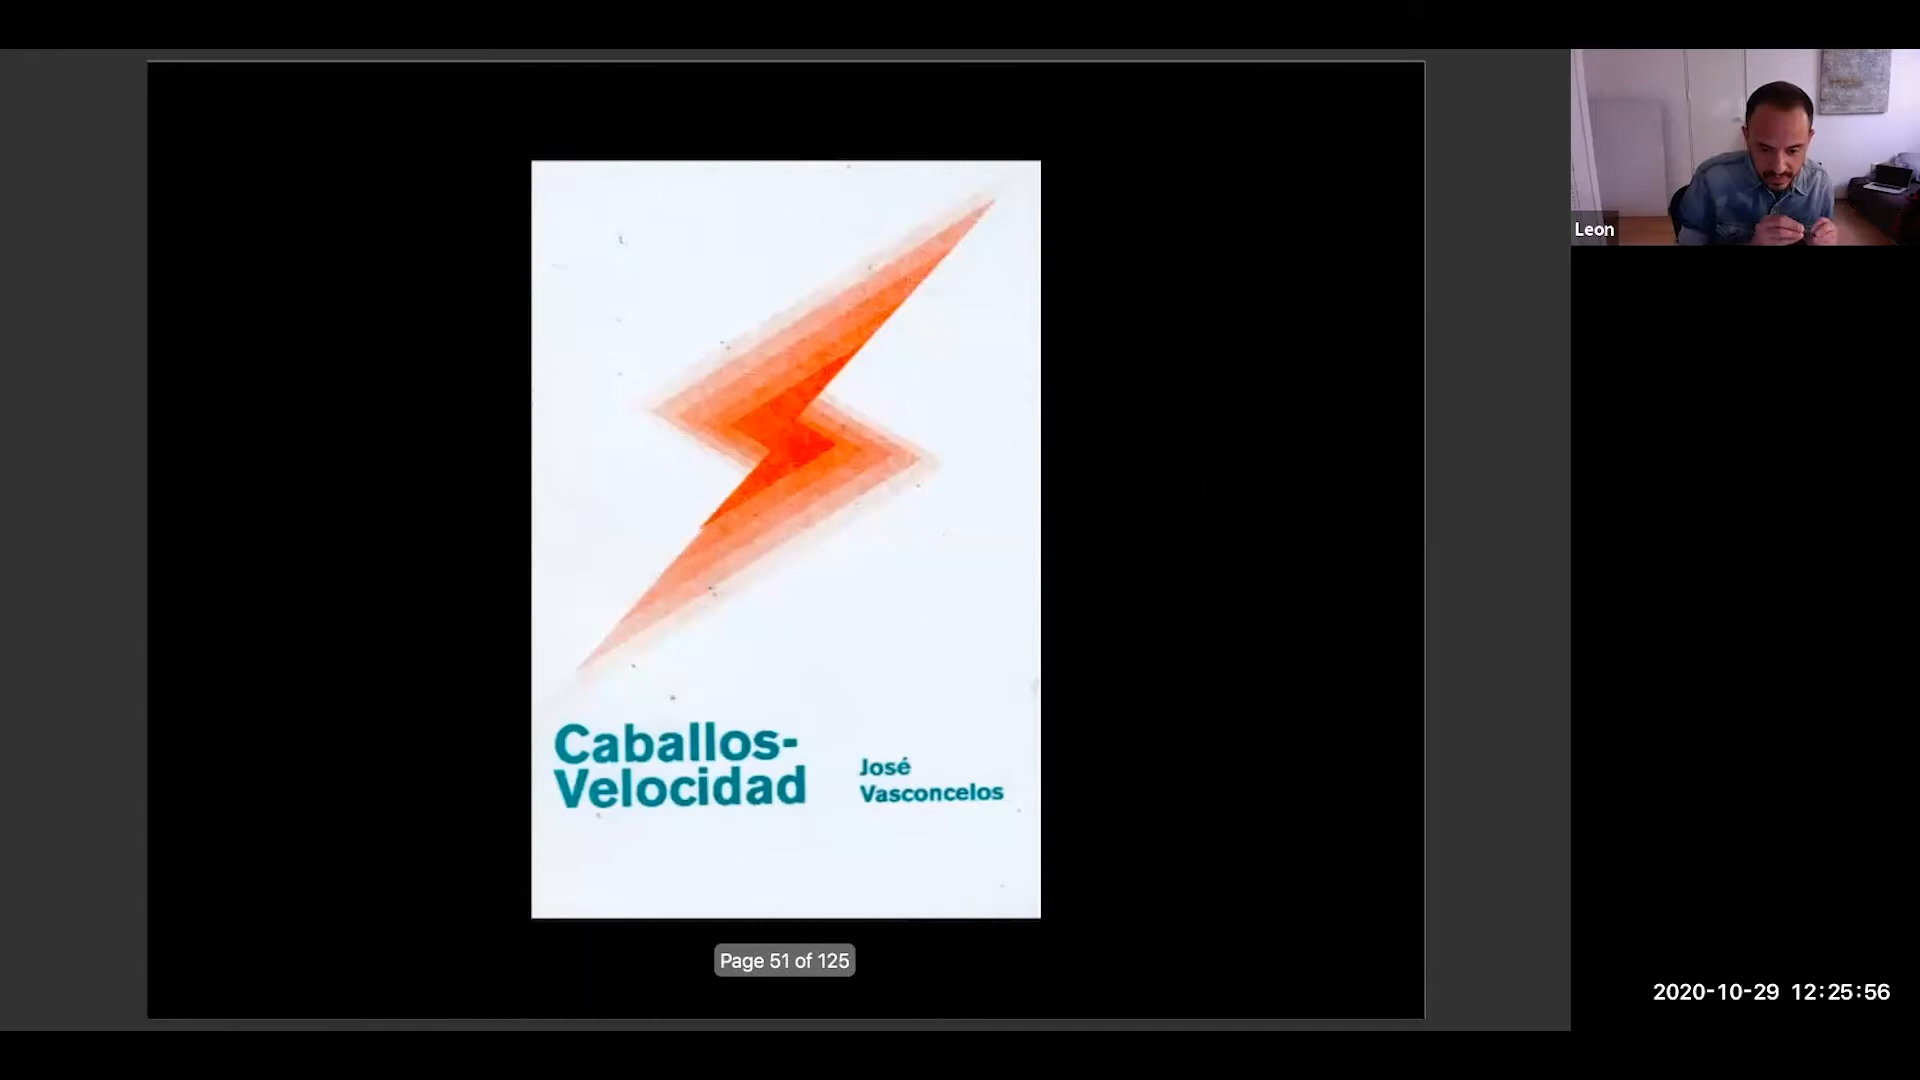 Leon
Caballos-
Velocidad
José
Vasconcelos
Page 51 of 125
2020-10-29 12:25:56